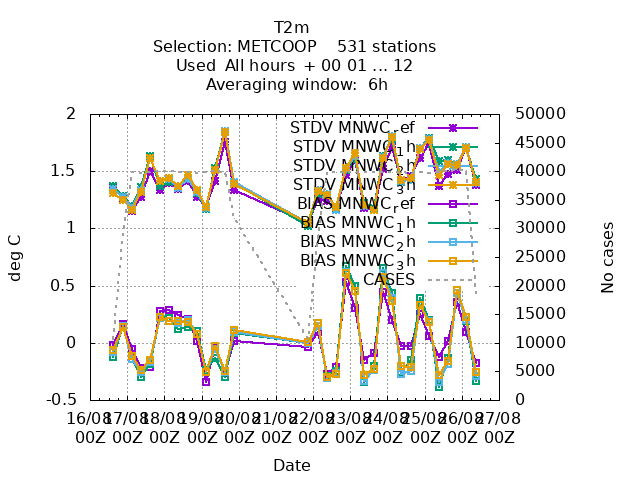 T2m
Selection: METCOOP    531 stations
Used  All hours  + 00 01 ... 12
Averaging window:  6h
STDV MNWC_ref
STDV MNWC_1h
STDV MNWC_2h
STDV MNWC_3h
BIAS MNWC_ref
BIAS MNWC_1h
BIAS MNWC_2h
BIAS MNWC_3h
CASES
2
1.5
1
0.5
0
-0.5
deg C
50000
45000
40000
35000
30000
25000
20000
15000
10000
5000
0
No cases
16/08 17/08 18/08 19/08 20/08 21/08 22/08 23/08 24/08 25/08 26/08 27/08
00Z 00Z 00Z 00Z 00Z 00Z 00Z 00Z 00Z 00Z 00Z 00Z
Date